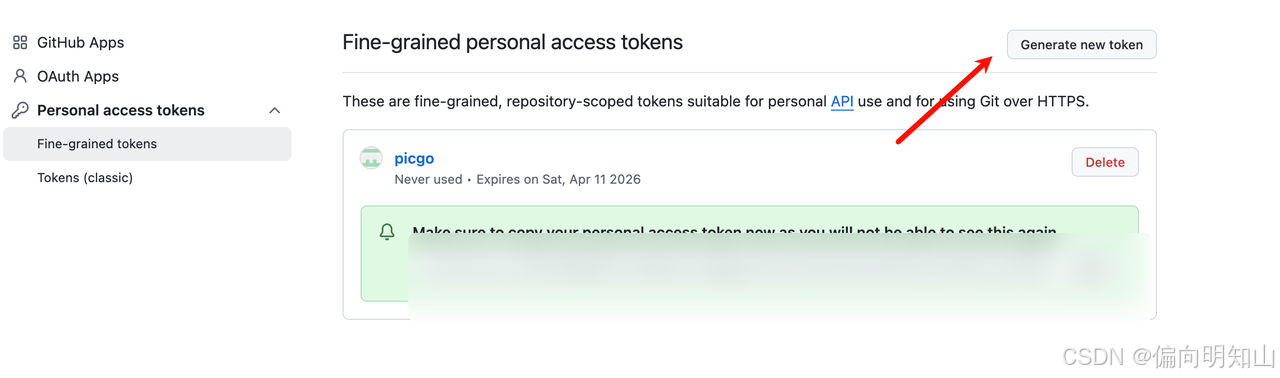 GitHub Apps
OAuth Apps
Personal access tokens
Fine-grained tokens
Tokens (classic)
Fine-grained personal access tokens
Generate new token
These are fine-grained, repository-scoped tokens suitable for personal API use and for using Git over HTTPS.
picgo
Delete
Never used • Expires on Sat, Apr 11 2026
Make sure to copy your personal access token now as you will not be able to see this again
CSDN @偏向明知山